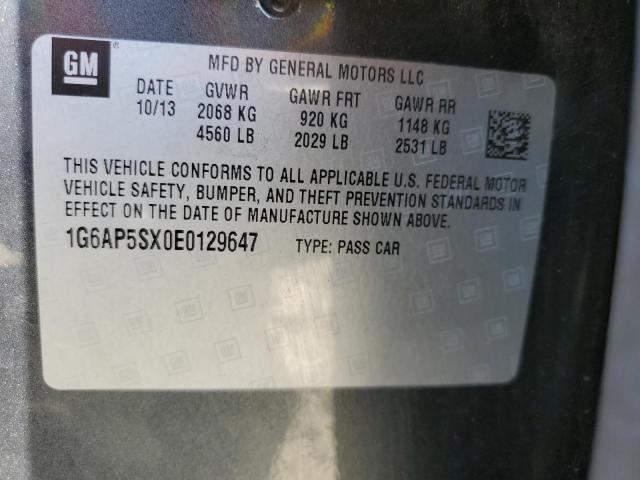 GM
®
MFD BY GENERAL MOTORS LLC
DATE GVWR GAWR FRT GAWR RR
10/13 2068 KG 920 KG 1148 KG
4560 LB 2029 LB 2531 LB
THIS VEHICLE CONFORMS TO ALL APPLICABLE U.S. FEDERAL MOTOR
VEHICLE SAFETY, BUMPER, AND THEFT PREVENTION STANDARDS IN
EFFECT ON THE DATE OF MANUFACTURE SHOWN ABOVE.
1G6AP5SX0E0129647 TYPE: PASS CAR